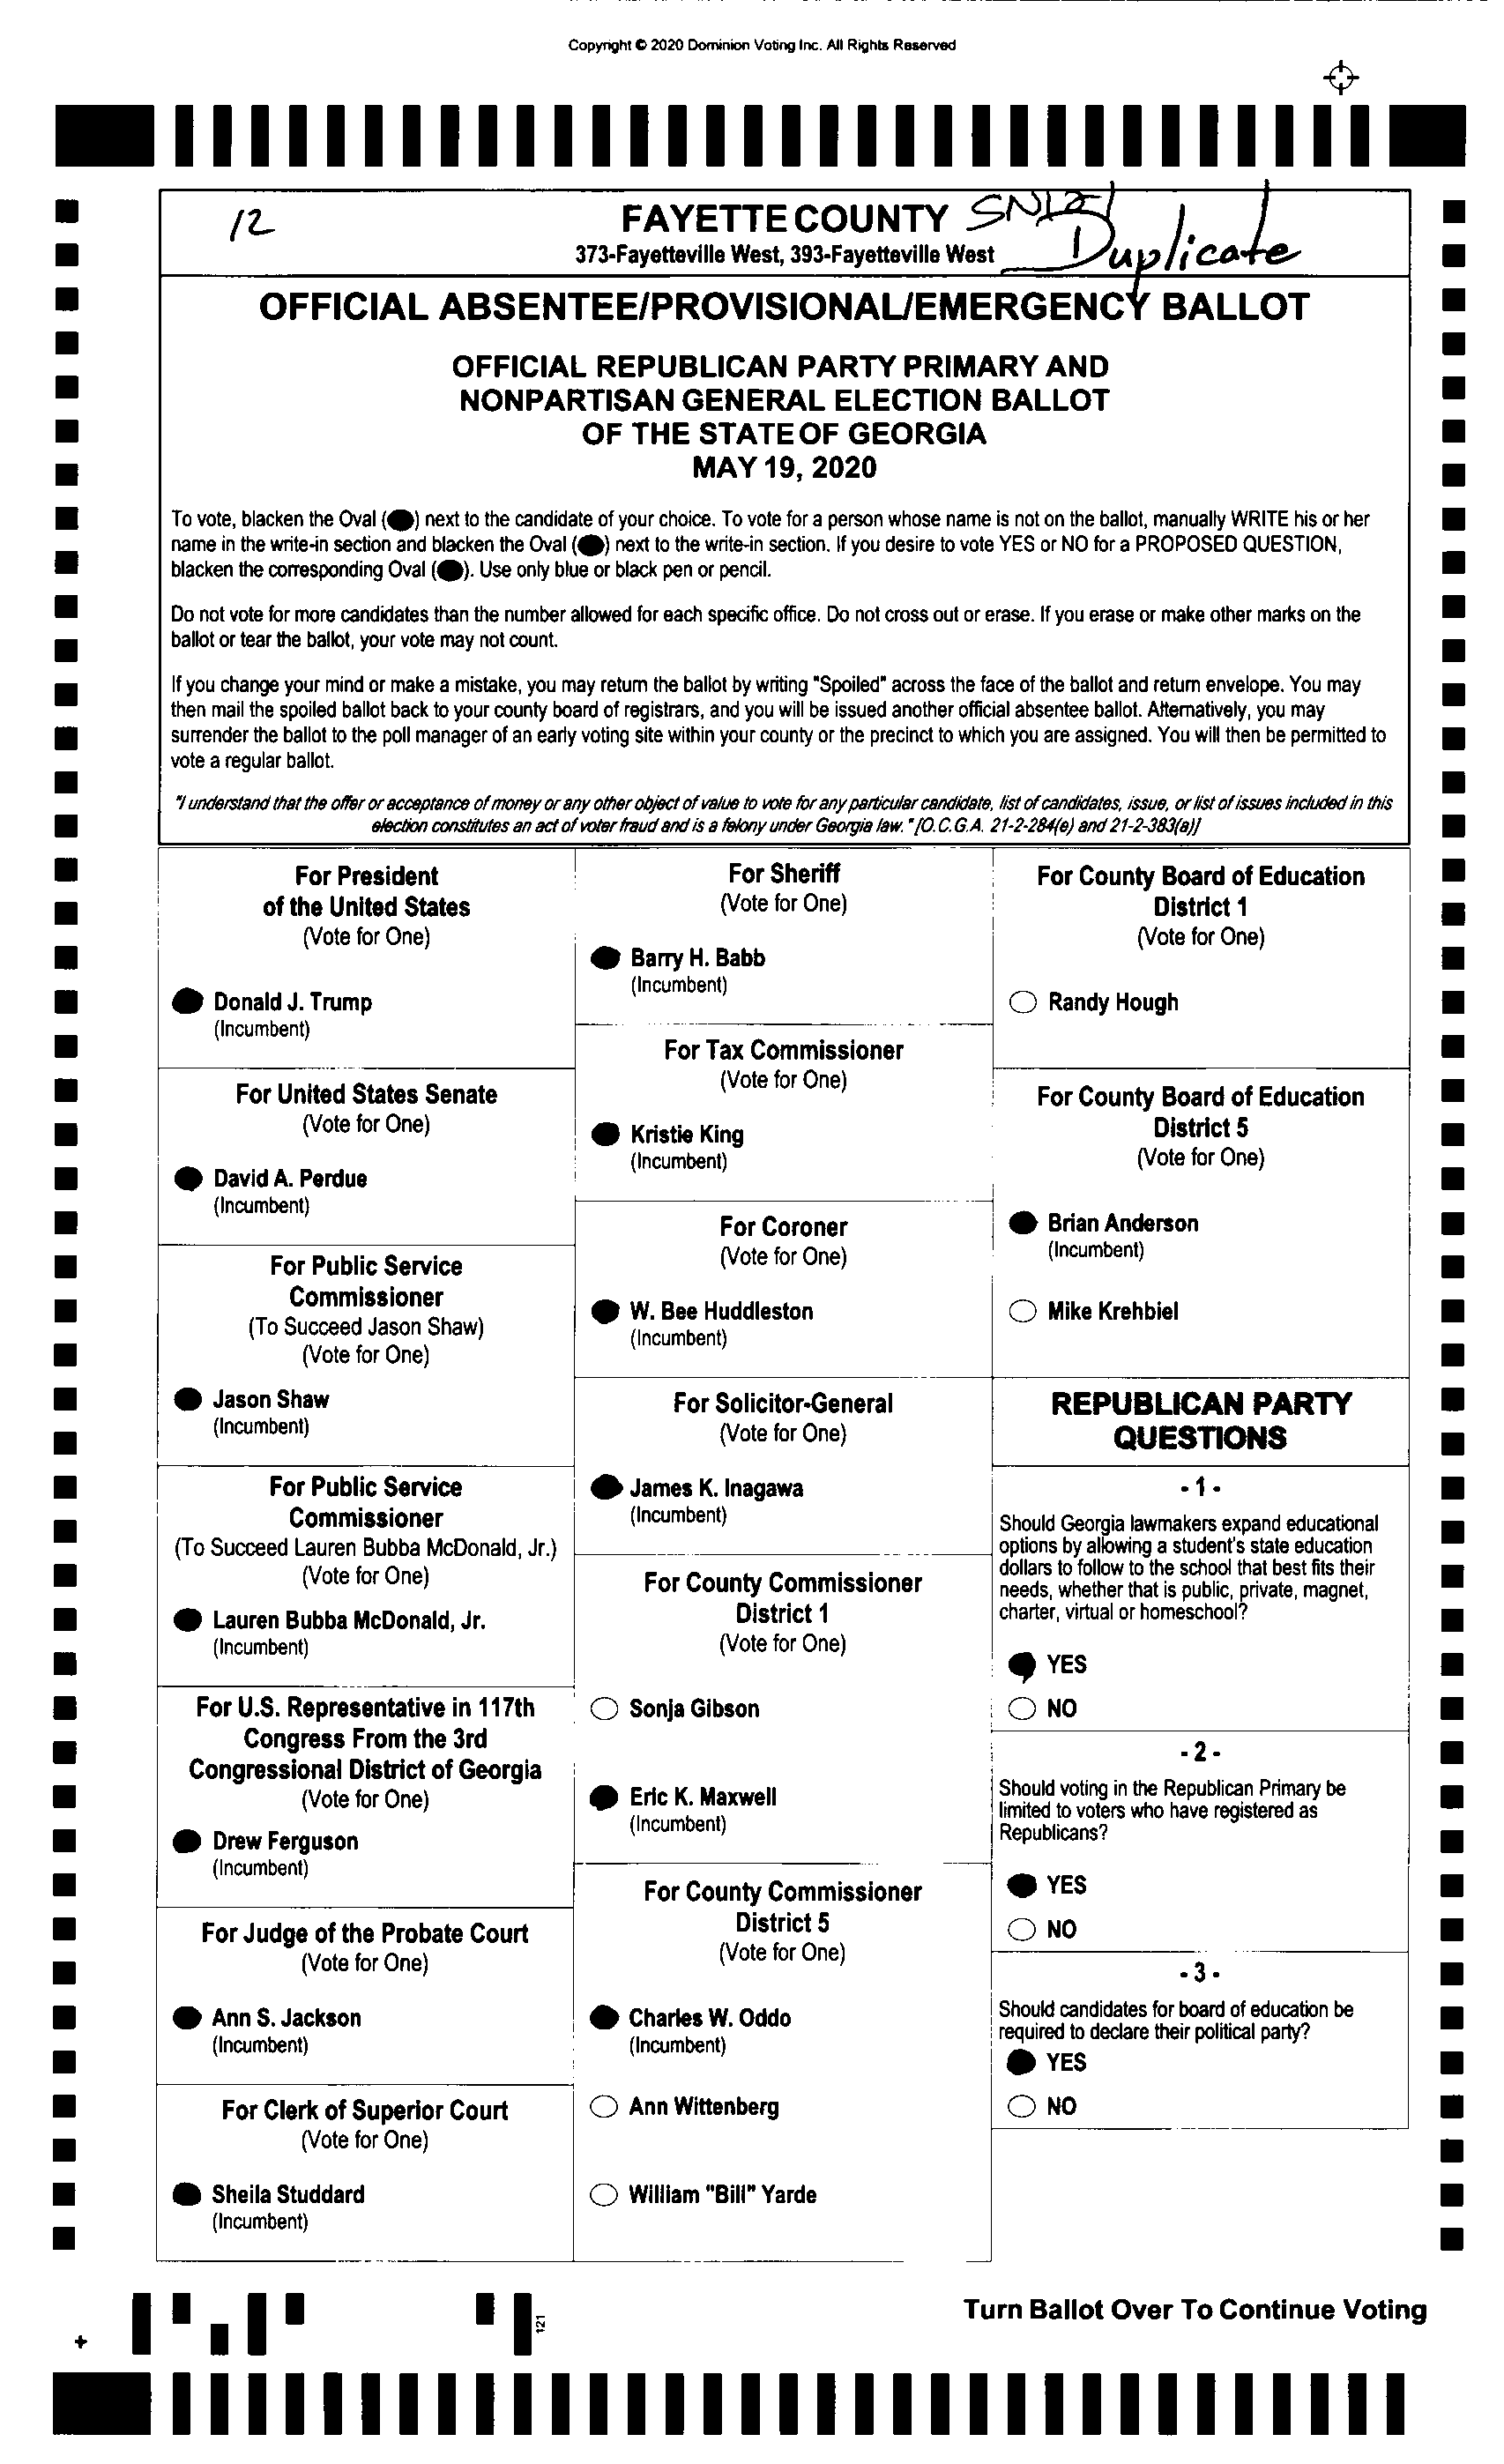 Copyright © 2020 Dominion Voting Inc. All Rights Reserved
12
FAYETTE COUNTY
373-Fayetteville West, 393-Fayetteville West
Duplicate
OFFICIAL ABSENTEE/PROVISIONAL/EMERGENCY BALLOT
OFFICIAL REPUBLICAN PARTY PRIMARY AND
NONPARTISAN GENERAL ELECTION BALLOT
OF THE STATE OF GEORGIA
MAY 19, 2020
To vote, blacken the Oval ( ) next to the candidate of your choice. To vote for a person whose name is not on the ballot, manually WRITE his or her
name in the write-in section and blacken the Oval ( ) next to the write-in section. If you desire to vote YES or NO for a PROPOSED QUESTION,
blacken the corresponding Oval ( ). Use only blue or black pen or pencil.
Do not vote for more candidates than the number allowed for each specific office. Do not cross out or erase. If you erase or make other marks on the
ballot or tear the ballot, your vote may not count.
If you change your mind or make a mistake, you may return the ballot by writing "Spoiled" across the face of the ballot and return envelope. You may
then mail the spoiled ballot back to your county board of registrars, and you will be issued another official absentee ballot. Alternatively, you may
surrender the ballot to the poll manager of an early voting site within your county or the precinct to which you are assigned. You will then be permitted to
vote a regular ballot.
"I understand that the offer or acceptance of money or any other object of value to vote for any particular candidate, list of candidates, issue, or list of issues included in this
election constitutes an act of voter fraud and is a felony under Georgia law." [O.C.G.A. 21-2-284(e) and 21-2-383(a)]
For President
of the United States
(Vote for One)
Donald J. Trump
(Incumbent)
For United States Senate
(Vote for One)
David A. Perdue
(Incumbent)
For Public Service
Commissioner
(To Succeed Jason Shaw)
(Vote for One)
Jason Shaw
(Incumbent)
For Public Service
Commissioner
(To Succeed Lauren Bubba McDonald, Jr.)
(Vote for One)
Lauren Bubba McDonald, Jr.
(Incumbent)
For U.S. Representative in 117th
Congress From the 3rd
Congressional District of Georgia
(Vote for One)
Drew Ferguson
(Incumbent)
For Judge of the Probate Court
(Vote for One)
Ann S. Jackson
(Incumbent)
For Clerk of Superior Court
(Vote for One)
Sheila Studdard
(Incumbent)
For Sheriff
(Vote for One)
Barry H. Babb
(Incumbent)
For Tax Commissioner
(Vote for One)
Kristie King
(Incumbent)
For Coroner
(Vote for One)
W. Bee Huddleston
(Incumbent)
For Solicitor-General
(Vote for One)
James K. Inagawa
(Incumbent)
For County Commissioner
District 1
(Vote for One)
Sonja Gibson
Eric K. Maxwell
(Incumbent)
For County Commissioner
District 5
(Vote for One)
Charles W. Oddo
(Incumbent)
Ann Wittenberg
William "Bill" Yarde
For County Board of Education
District 1
(Vote for One)
Randy Hough
For County Board of Education
District 5
(Vote for One)
Brian Anderson
(Incumbent)
Mike Krehbiel
REPUBLICAN PARTY
QUESTIONS
- 1 -
Should Georgia lawmakers expand educational
options by allowing a student's state education
dollars to follow to the school that best fits their
needs, whether that is public, private, magnet,
charter, virtual or homeschool?
YES
NO
- 2 -
Should voting in the Republican Primary be
limited to voters who have registered as
Republicans?
YES
NO
- 3 -
Should candidates for board of education be
required to declare their political party?
YES
NO
121
Turn Ballot Over To Continue Voting